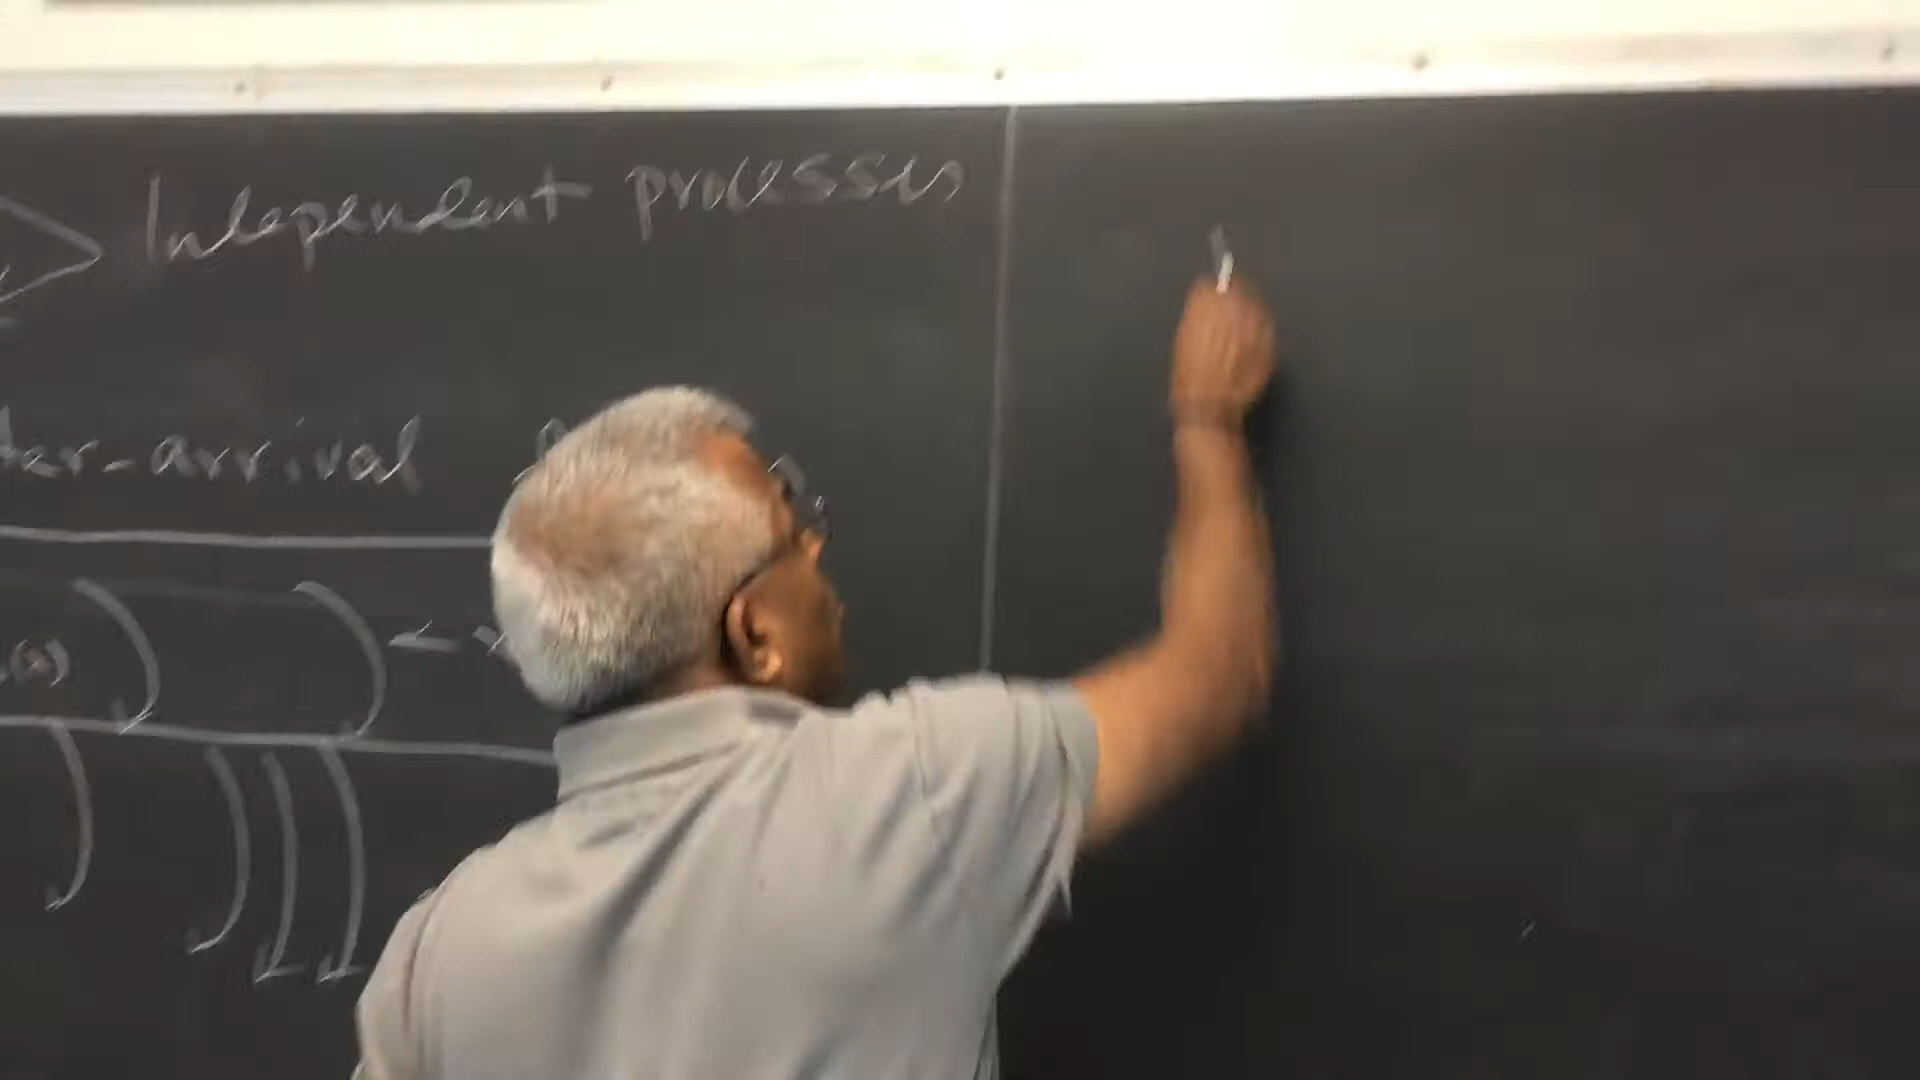 Independent processes
ter-arrival